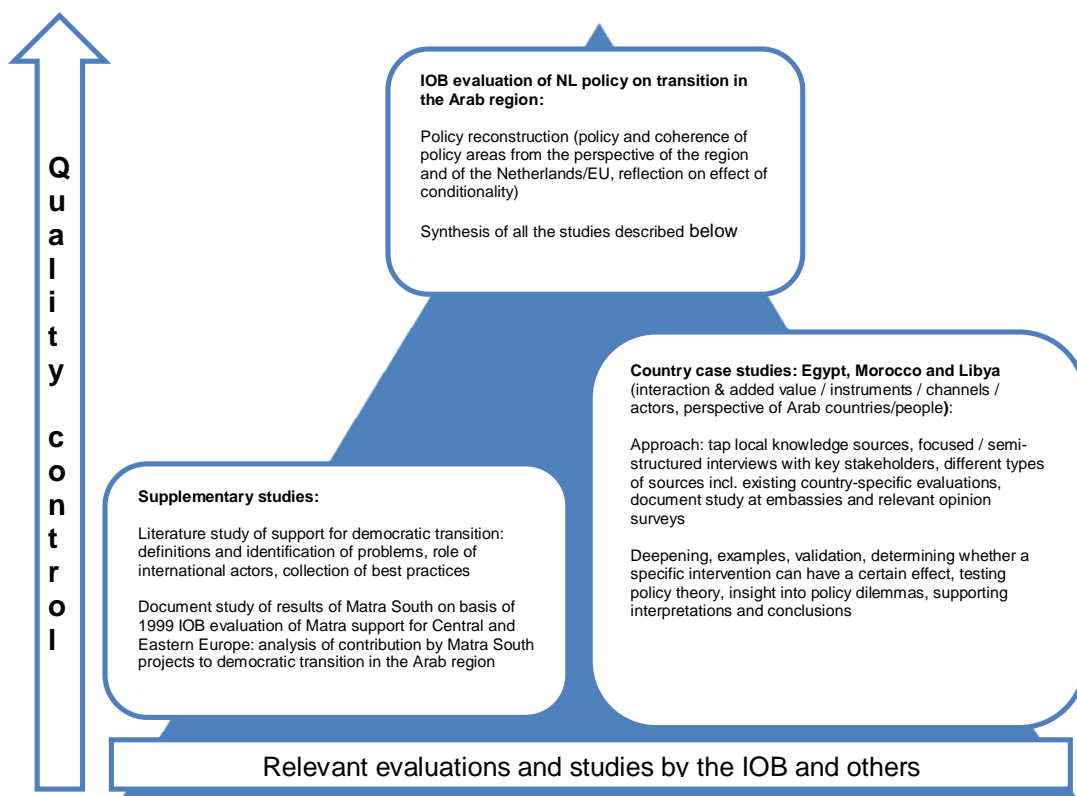 Quality control
IOB evaluation of NL policy on transition in
the Arab region:
Policy reconstruction (policy and coherence of
policy areas from the perspective of the region
and of the Netherlands/EU, reflection on effect of
conditionality)
Synthesis of all the studies described below
Country case studies: Egypt, Morocco and Libya
(interaction & added value / instruments / channels /
actors, perspective of Arab countries/people):
Approach: tap local knowledge sources, focused / semi-
structured interviews with key stakeholders, different types
of sources incl. existing country-specific evaluations,
document study at embassies and relevant opinion
surveys
Deepening, examples, validation, determining whether a
specific intervention can have a certain effect, testing
policy theory, insight into policy dilemmas, supporting
interpretations and conclusions
Supplementary studies:
Literature study of support for democratic transition:
definitions and identification of problems, role of
international actors, collection of best practices
Document study of results of Matra South on basis of
1999 IOB evaluation of Matra support for Central and
Eastern Europe: analysis of contribution by Matra South
projects to democratic transition in the Arab region
Relevant evaluations and studies by the IOB and others